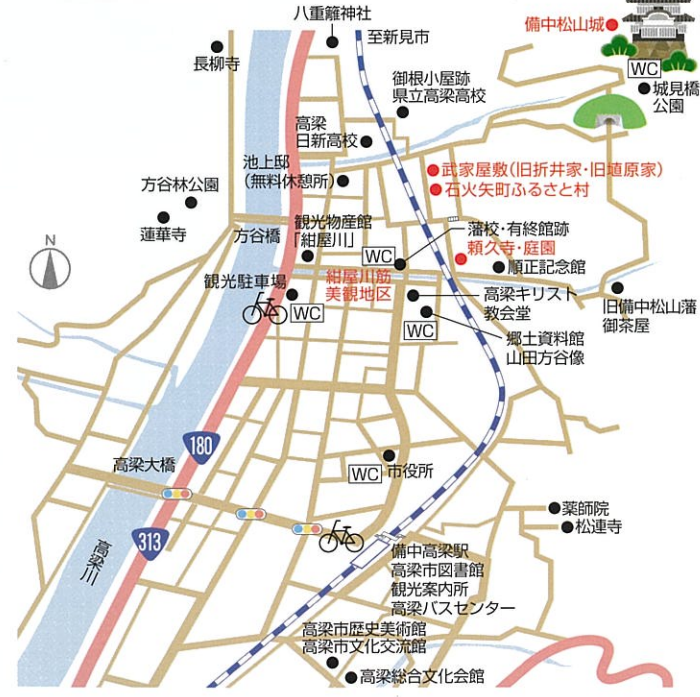 八重籬神社
至新見市
備中松山城
長柳寺
WC
城見橋
公園
御根小屋跡
県立高梁高校
高梁
日新高校
池上邸
(無料休憩所)
武家屋敷(旧折井家・旧埴原家)
石火矢町ふるさと村
方谷林公園
蓮華寺
方谷橋
観光物産館
「紺屋川」
藩校・有終館跡
頼久寺・庭園
WC
順正記念館
N
観光駐車場
紺屋川筋
美観地区
WC
高梁キリスト
教会堂
WC
旧備中松山藩
御茶屋
郷土資料館
山田方谷像
180
高梁大橋
WC
市役所
313
高梁川
薬師院
松連寺
備中高梁駅
高梁市図書館
観光案内所
高梁バスセンター
高梁市歴史美術館
高梁市文化交流館
高梁総合文化会館